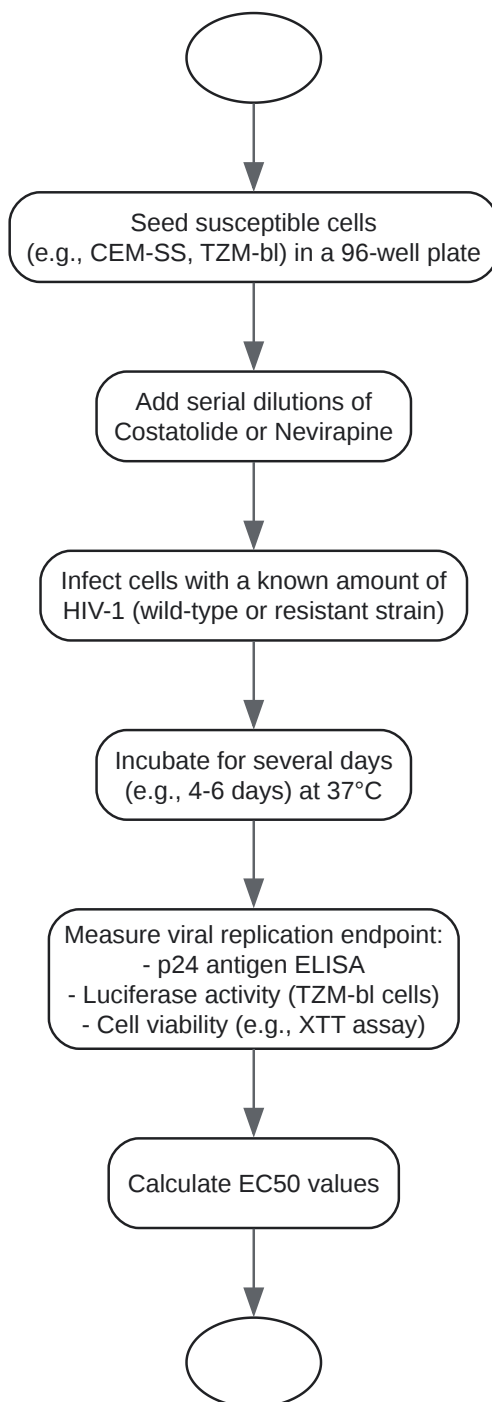 Seed susceptible cells
(e.g., CEM-SS, TZM-bl) in a 96-well plate
Add serial dilutions of
Costatolide or Nevirapine
Infect cells with a known amount of
HIV-1 (wild-type or resistant strain)
Incubate for several days
(e.g., 4-6 days) at 37°C
Measure viral replication endpoint:
- p24 antigen ELISA
- Luciferase activity (TZM-bl cells)
- Cell viability (e.g., XTT assay)
Calculate EC50 values